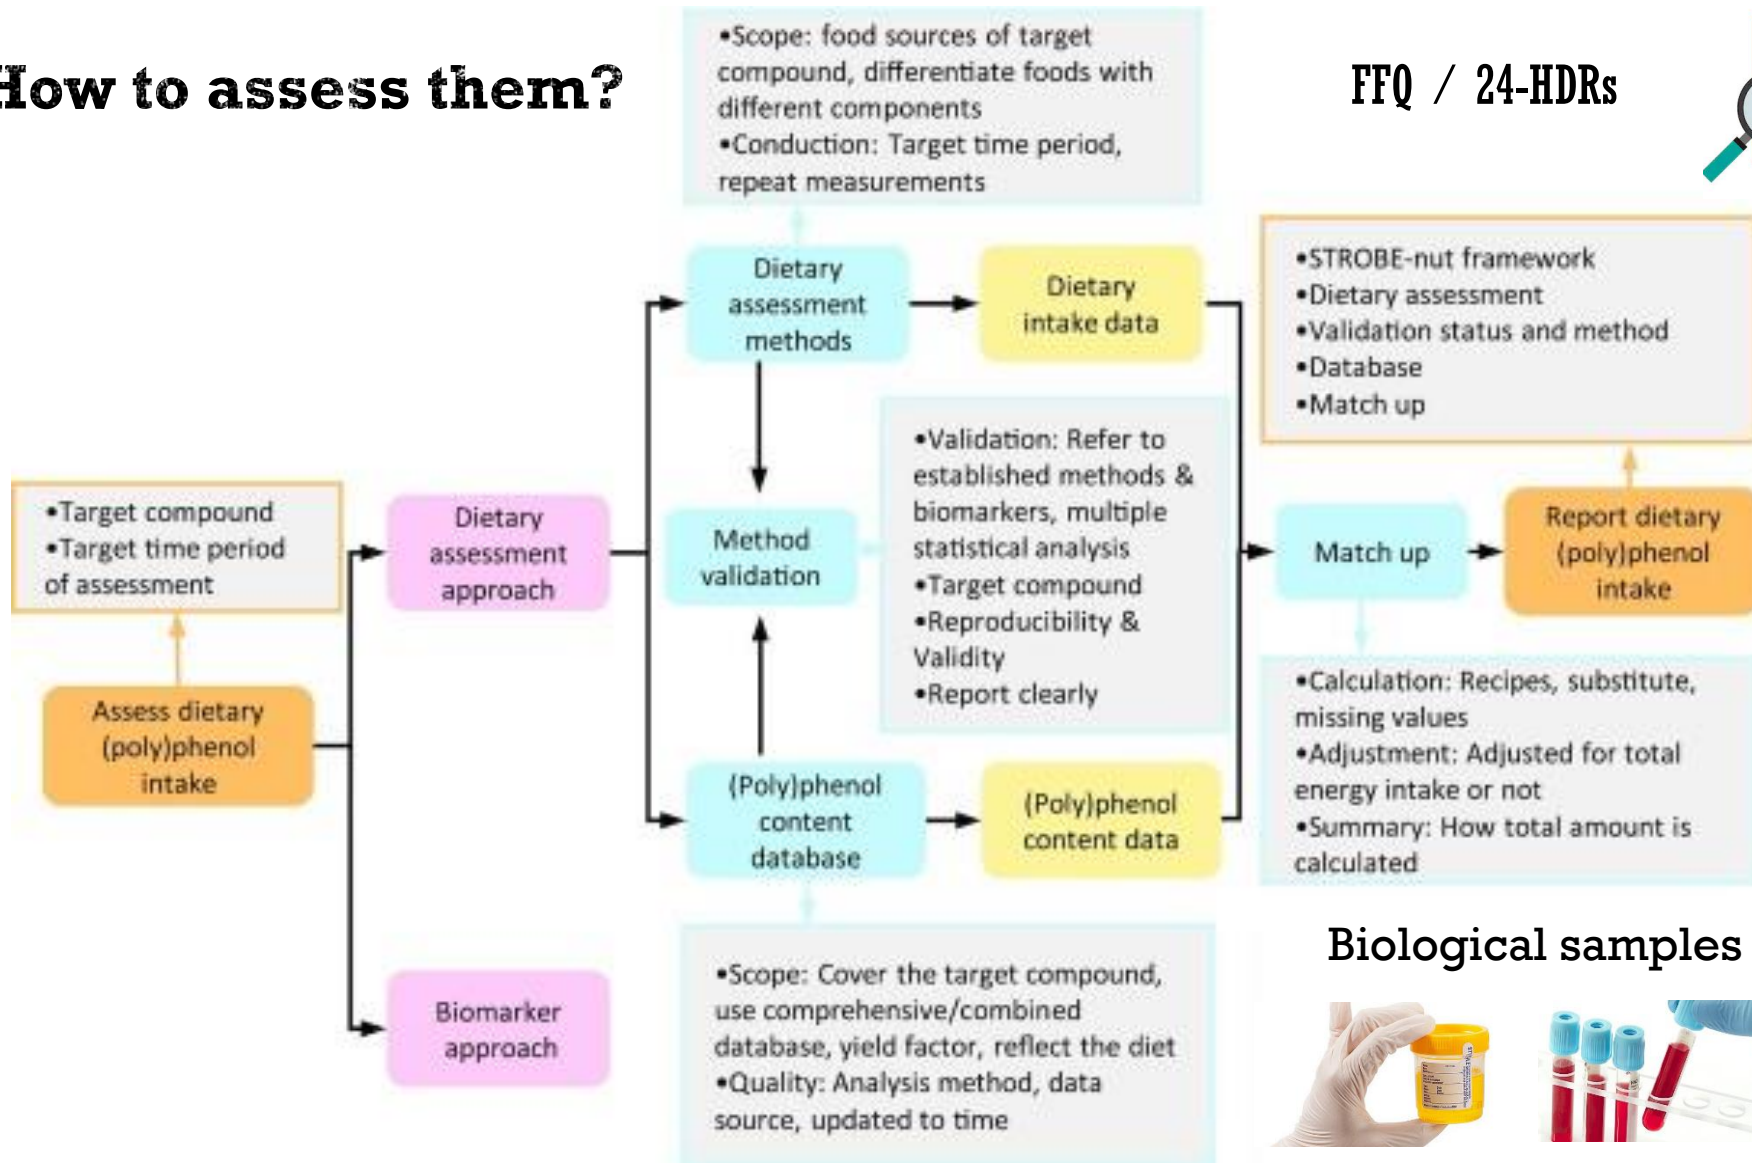 How to assess them?
FFQ / 24-HDRs
•Scope: food sources of target
compound, differentiate foods with
different components
•Conduction: Target time period,
repeat measurements
Dietary
assessment
methods
Dietary
intake data
•STROBE-nut framework
•Dietary assessment
•Validation status and method
•Database
•Match up
•Target compound
•Target time period
of assessment
Dietary
assessment
approach
Method
validation
•Validation: Refer to
established methods &
biomarkers, multiple
statistical analysis
•Target compound
•Reproducibility &
Validity
•Report clearly
Match up
Report dietary
(poly)phenol
intake
Assess dietary
(poly)phenol
intake
•Calculation: Recipes, substitute,
missing values
•Adjustment: Adjusted for total
energy intake or not
•Summary: How total amount is
calculated
(Poly)phenol
content
database
(Poly)phenol
content data
Biomarker
approach
•Scope: Cover the target compound,
use comprehensive/combined
database, yield factor, reflect the diet
•Quality: Analysis method, data
source, updated to time
Biological samples